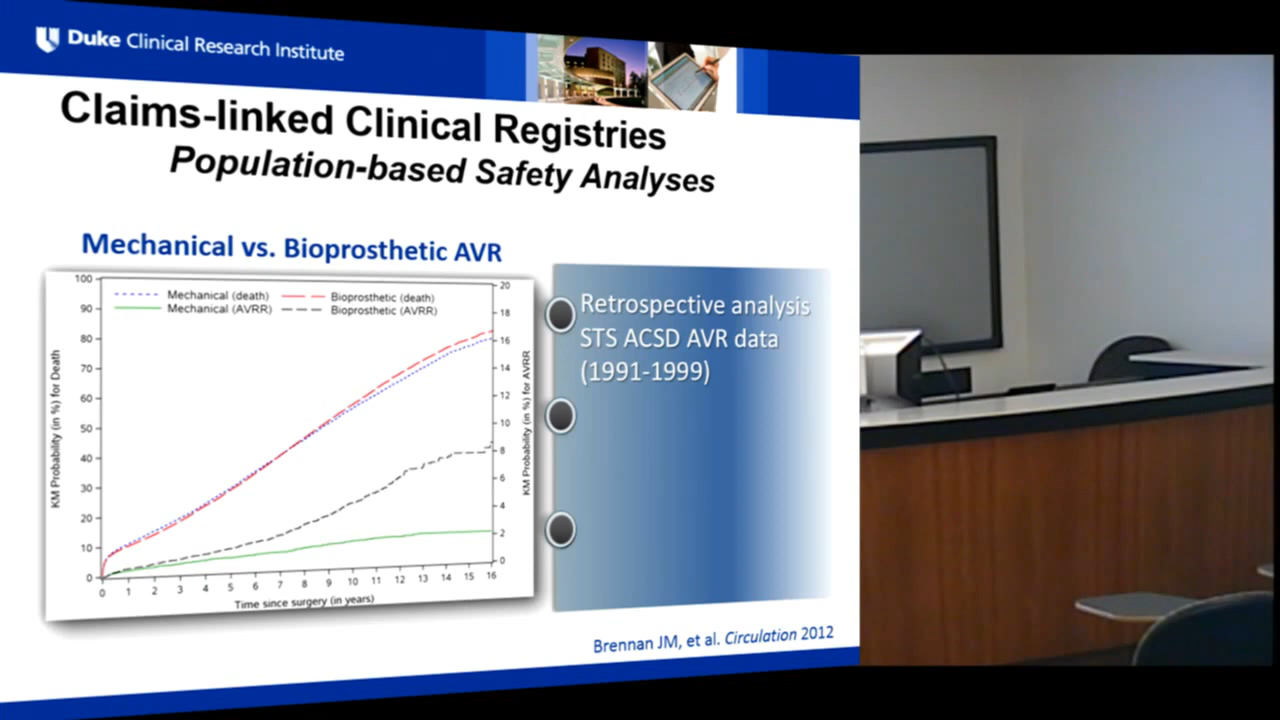 Duke Clinical Research Institute
Claims-linked Clinical Registries
Population-based Safety Analyses
Mechanical vs. Bioprosthetic AVR
Mechanical (death)
Bioprosthetic (death)
Mechanical (AVRR)
Bioprosthetic (AVRR)
KM Probability (in %) for Death
100
90
80
70
60
50
40
30
20
10
0
20
18
16
14
12
10
8
6
4
2
0
KM Probability (in %) for AVRR
0 1 2 3 4 5 6 7 8 9 10 11 12 13 14 15 16
Time since surgery (in years)
Retrospective analysis
STS ACSD AVR data
(1991-1999)
Brennan JM, et al. Circulation 2012